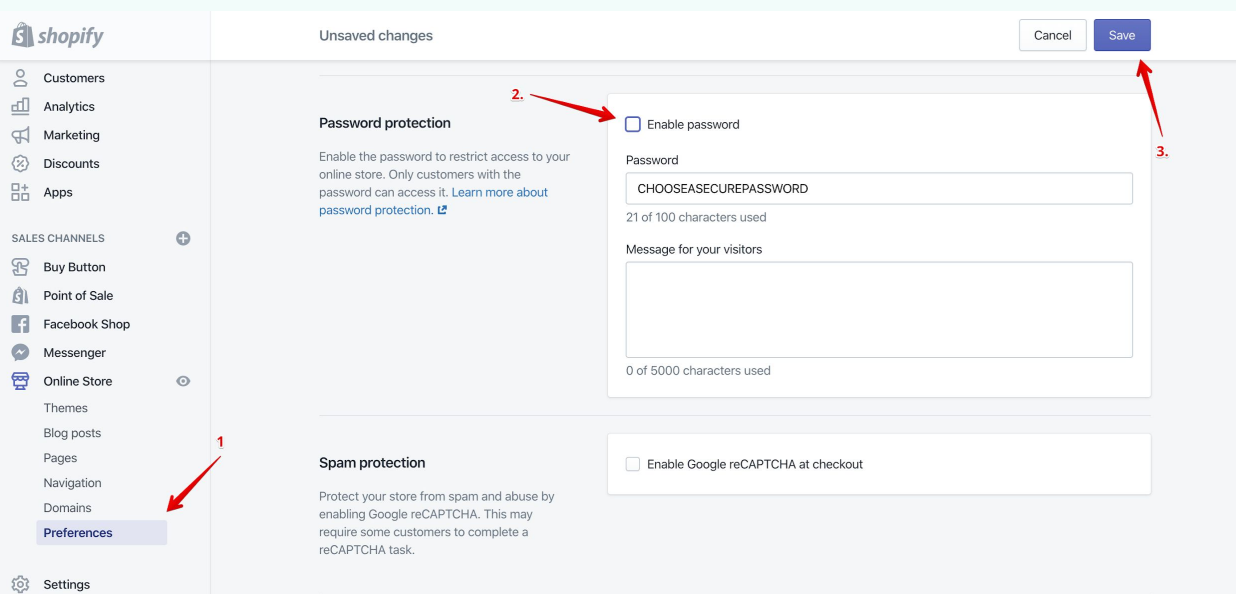 shopify
Unsaved changes
Cancel
Save
Customers
Analytics
Marketing
Discounts
Apps
SALES CHANNELS
Buy Button
Point of Sale
Facebook Shop
Messenger
Online Store
Themes
Blog posts
Pages
Navigation
Domains
Preferences
Settings
1
2.
3.
Password protection
Enable the password to restrict access to your
online store. Only customers with the
password can access it. Learn more about
password protection.
Enable password
Password
CHOOSEASECUREPASSWORD
21 of 100 characters used
Message for your visitors
0 of 5000 characters used
Spam protection
Protect your store from spam and abuse by
enabling Google reCAPTCHA. This may
require some customers to complete a
reCAPTCHA task.
Enable Google reCAPTCHA at checkout